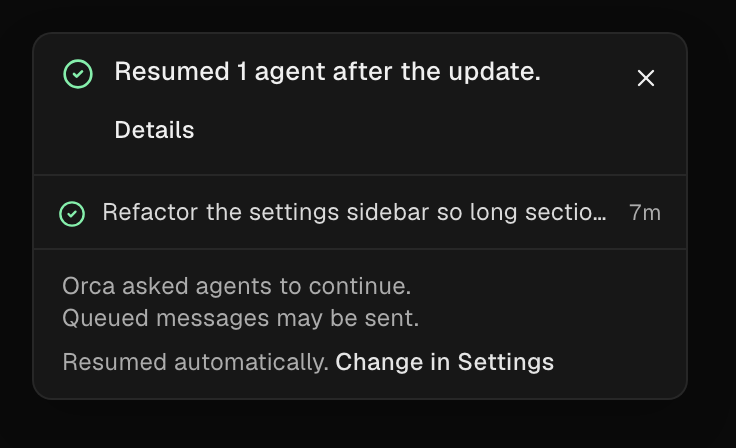 Resumed 1 agent after the update.
Details
Refactor the settings sidebar so long sectio... 7m
Orca asked agents to continue.
Queued messages may be sent.
Resumed automatically. Change in Settings